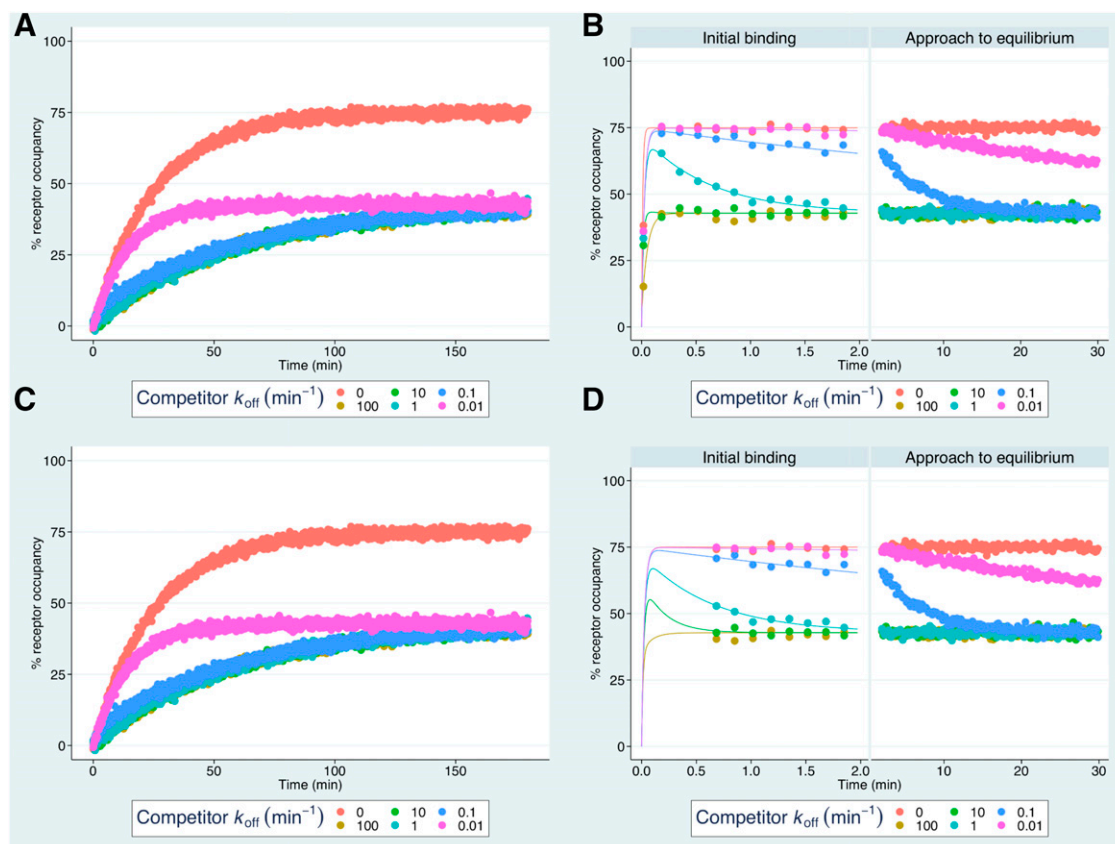 A
100
75
50
25
0
% receptor occupancy
0 50 100 150
Time (min)
Competitor koff (min−1) 0 10 0.1
100 1 0.01
B
Initial binding Approach to equilibrium
100
75
50
25
0
% receptor occupancy
0.0 0.5 1.0 1.5 2.0 10 20 30
Time (min)
Competitor koff (min−1) 0 10 0.1
100 1 0.01
C
100
75
50
25
0
% receptor occupancy
0 50 100 150
Time (min)
Competitor koff (min−1) 0 10 0.1
100 1 0.01
D
Initial binding Approach to equilibrium
100
75
50
25
0
% receptor occupancy
0.0 0.5 1.0 1.5 2.0 10 20 30
Time (min)
Competitor koff (min−1) 0 10 0.1
100 1 0.01